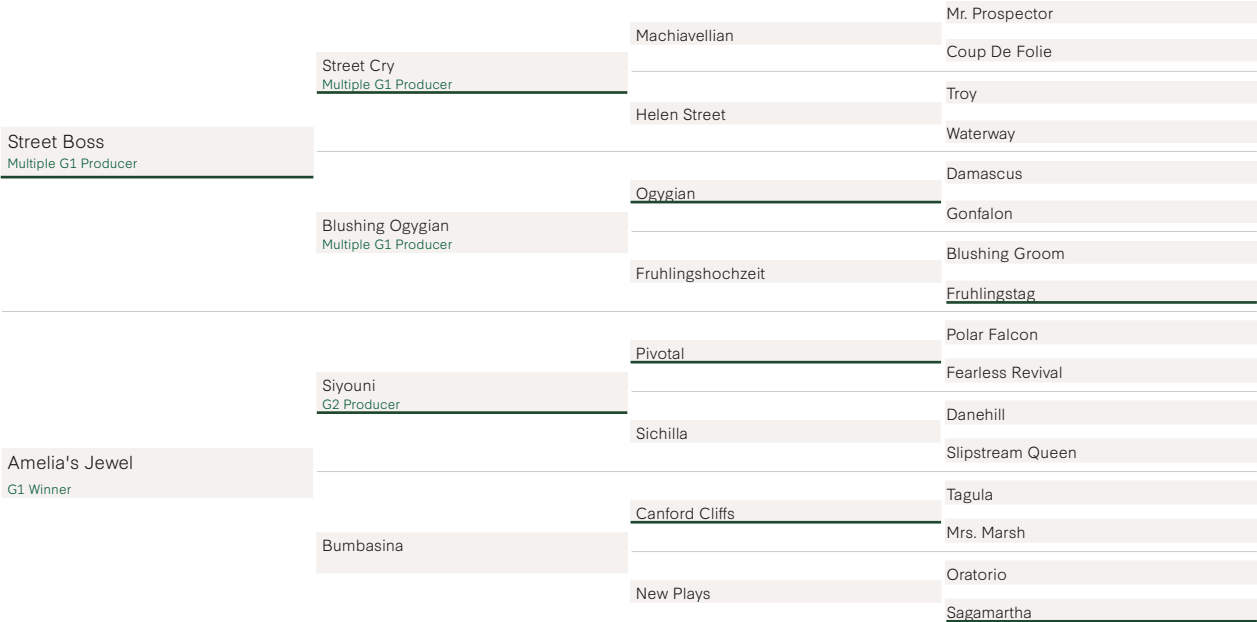 Street Boss
Multiple G1 Producer
Amelia's Jewel
G1 Winner
Street Cry
Multiple G1 Producer
Blushing Ogygian
Multiple G1 Producer
Siyouni
G2 Producer
Bumbasina
Machiavellian
Helen Street
Ogygian
Fruhlingshochzeit
Pivotal
Sichilla
Canford Cliffs
New Plays
Mr. Prospector
Coup De Folie
Troy
Waterway
Damascus
Gonfalon
Blushing Groom
Fruhlingstag
Polar Falcon
Fearless Revival
Danehill
Slipstream Queen
Tagula
Mrs. Marsh
Oratorio
Sagamartha